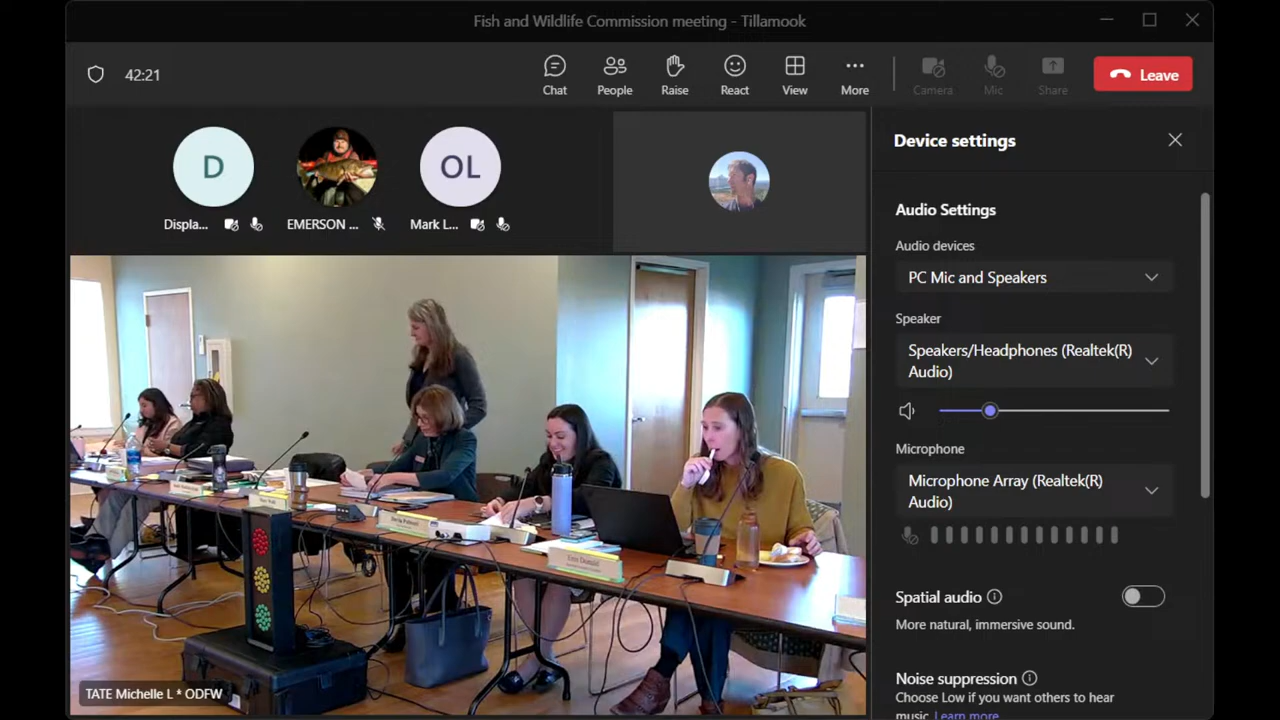 Fish and Wildlife Commission meeting - Tillamook
42:21
Chat
People
Raise
React
View
More
Camera
Mic
Share
Leave
D
OL
Displa...
EMERSON ...
Mark L...
TATE Michelle L * ODFW
Device settings
Audio Settings
Audio devices
PC Mic and Speakers
Speaker
Speakers/Headphones (Realtek(R)
Audio)
Microphone
Microphone Array (Realtek(R)
Audio)
Spatial audio
More natural, immersive sound.
Noise suppression
Choose Low if you want others to hear
music. Learn more